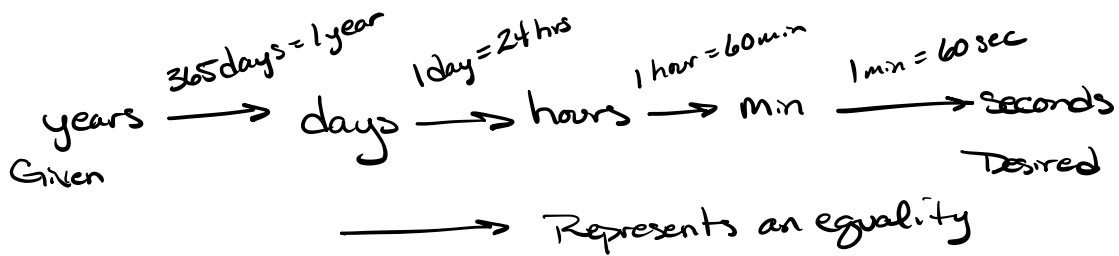 365 days = 1 year 1 day = 24 hrs 1 hour = 60 min 1 min = 60 sec
years days hours min seconds
Given Desired
Represents an equality